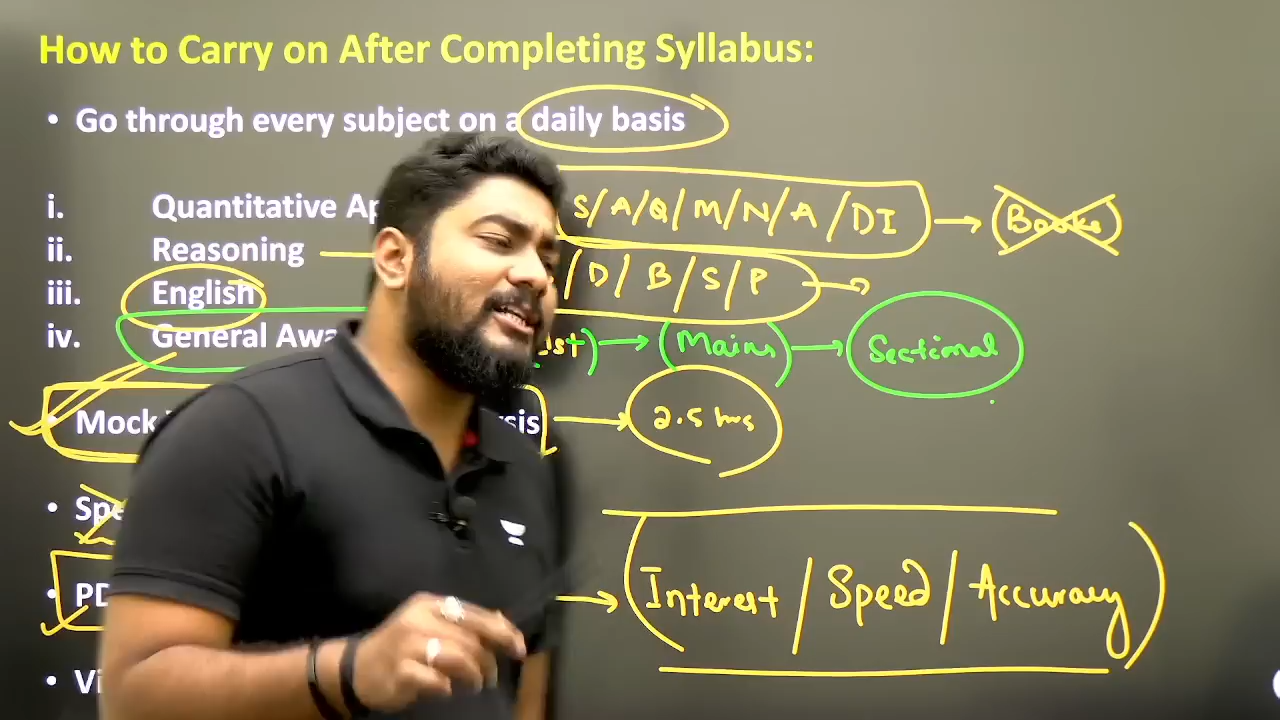 How to Carry on After Completing Syllabus:
• Go through every subject on a daily basis
i. Quantitative Ap S/A/Q/M/N/A/DI → (Books)
ii. Reasoning /D/B/S/P →
iii. English
iv. General Awa → (Mains) → Sectional
• Mock sis → 2.5 hrs
• Spe
• PD → (Interest / Speed / Accuracy)
• Vi